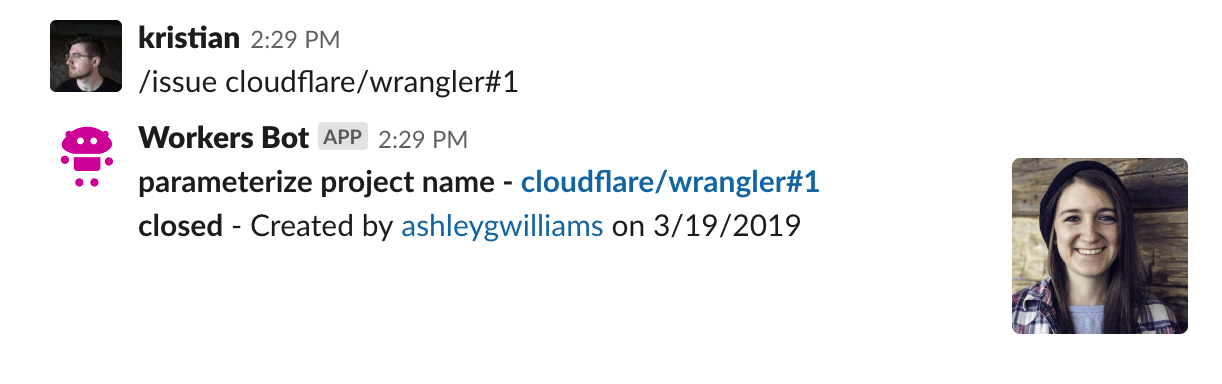 kristian 2:29 PM
/issue cloudflare/wrangler#1
Workers Bot APP 2:29 PM
parameterize project name - cloudflare/wrangler#1
closed - Created by ashleygwilliams on 3/19/2019